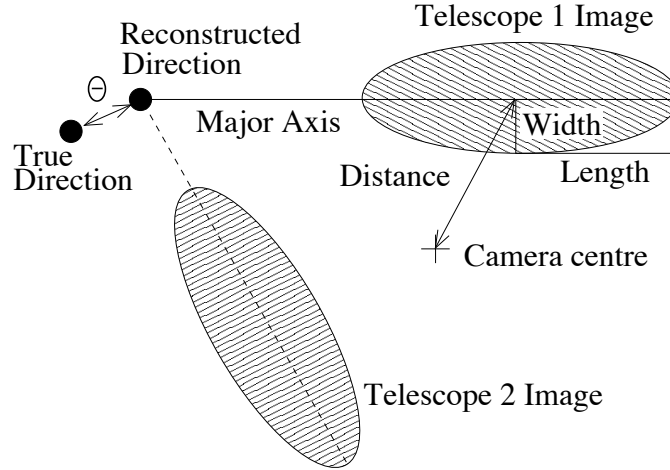 Telescope 1 Image
Reconstructed
Direction
Θ
Major Axis
Width
True
Direction
Distance
Length
Camera centre
Telescope 2 Image